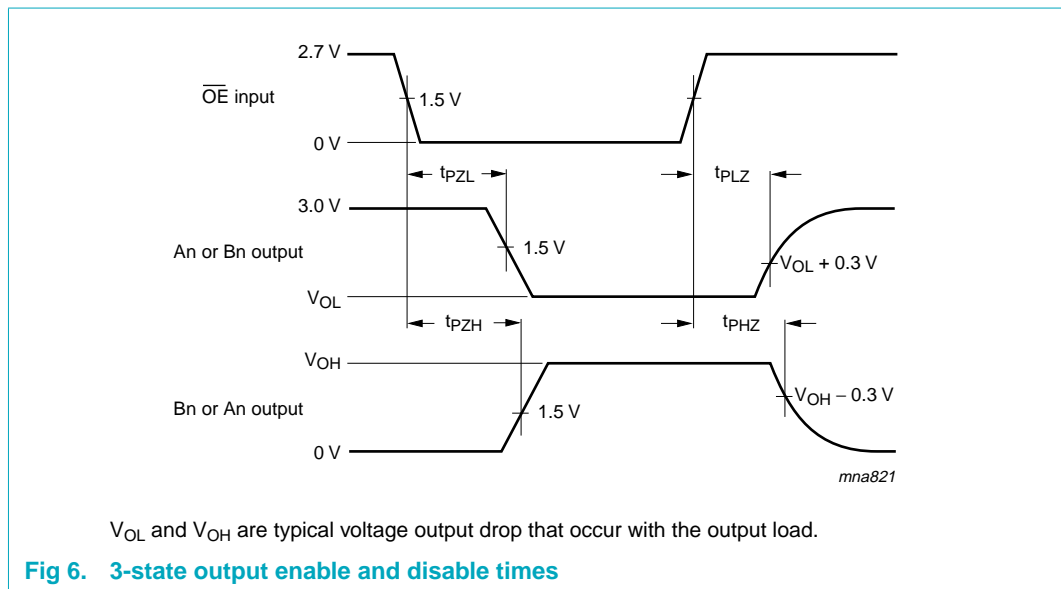 2.7 V
O̅E̅ input
1.5 V
0 V
tPZL
tPLZ
3.0 V
An or Bn output
1.5 V
VOL + 0.3 V
VOL
tPZH
tPHZ
VOH
VOH – 0.3 V
Bn or An output
1.5 V
0 V
mna821
VOL and VOH are typical voltage output drop that occur with the output load.
Fig 6. 3-state output enable and disable times